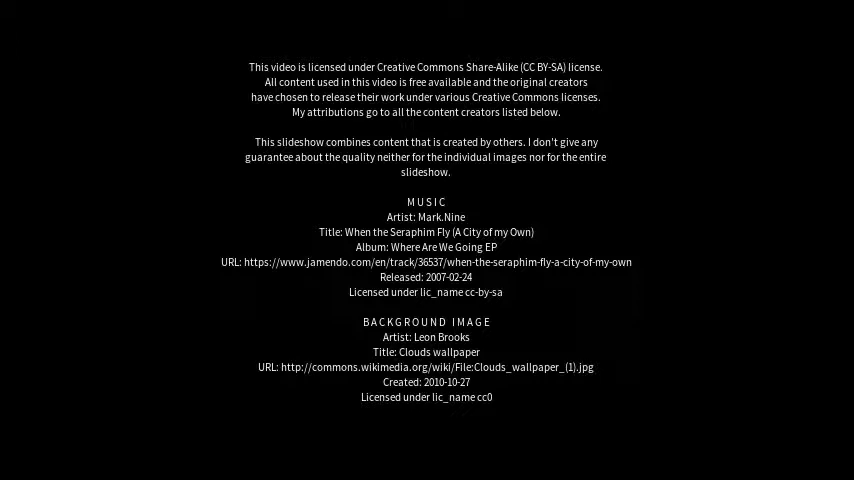 This video is licensed under Creative Commons Share-Alike (CC BY-SA) license.
All content used in this video is free available and the original creators
have chosen to release their work under various Creative Commons licenses.
My attributions go to all the content creators listed below.
This slideshow combines content that is created by others. I don't give any
guarantee about the quality neither for the individual images nor for the entire
slideshow.
MUSIC
Artist: Mark.Nine
Title: When the Seraphim Fly (A City of my Own)
Album: Where Are We Going EP
URL: https://www.jamendo.com/en/track/36537/when-the-seraphim-fly-a-city-of-my-own
Released: 2007-02-24
Licensed under lic_name cc-by-sa
BACKGROUND IMAGE
Artist: Leon Brooks
Title: Clouds wallpaper
URL: http://commons.wikimedia.org/wiki/File:Clouds_wallpaper_(1).jpg
Created: 2010-10-27
Licensed under lic_name cc0